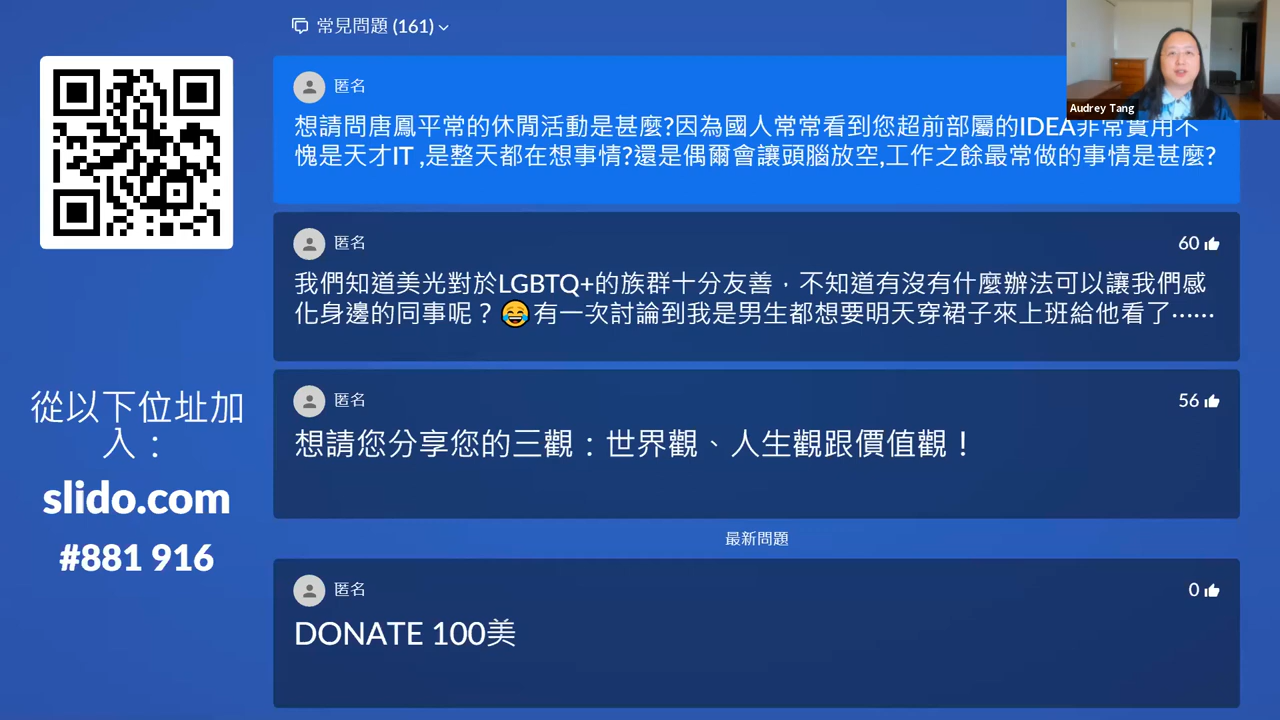 常見問題 (161)
Audrey Tang
匿名
想請問唐鳳平常的休閒活動是甚麼?因為國人常常看到您超前部屬的IDEA非常實用不
愧是天才IT ,是整天都在想事情?還是偶爾會讓頭腦放空,工作之餘最常做的事情是甚麼?
匿名
60
我們知道美光對於LGBTQ+的族群十分友善，不知道有沒有什麼辦法可以讓我們感
化身邊的同事呢？😂有一次討論到我是男生都想要明天穿裙子來上班給他看了⋯⋯
匿名
56
想請您分享您的三觀：世界觀、人生觀跟價值觀！
最新問題
匿名
0
DONATE 100美
從以下位址加
入：
slido.com
#881 916